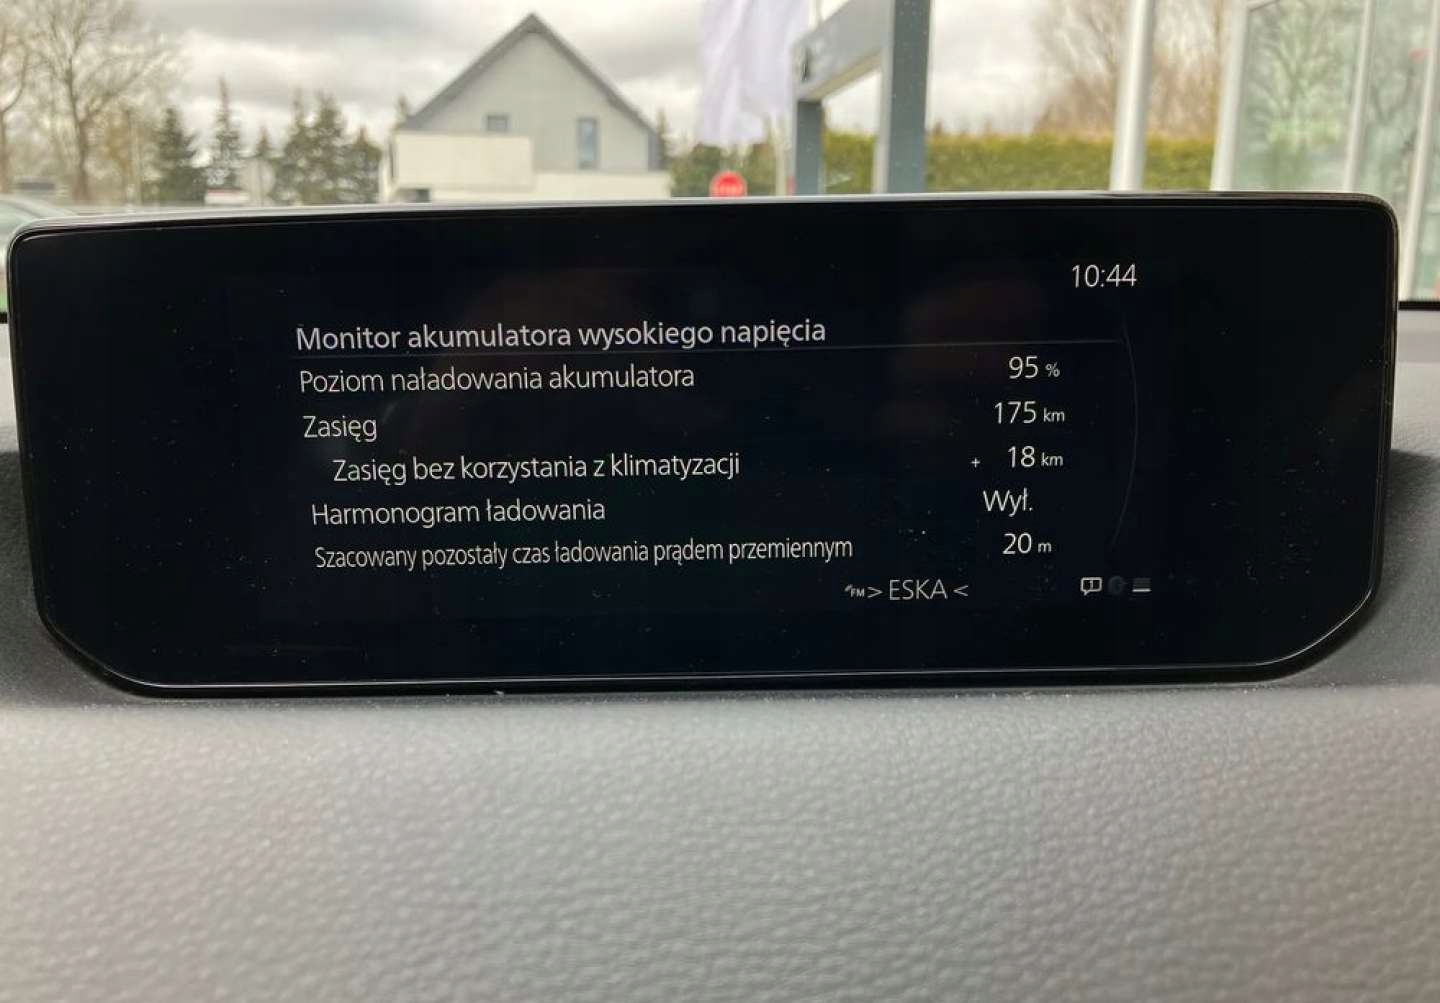 10:44
Monitor akumulatora wysokiego napięcia
Poziom naładowania akumulatora 95 %
Zasięg 175 km
Zasięg bez korzystania z klimatyzacji + 18 km
Harmonogram ładowania Wył.
Szacowany pozostały czas ładowania prądem przemiennym 20 m
FM > ESKA <